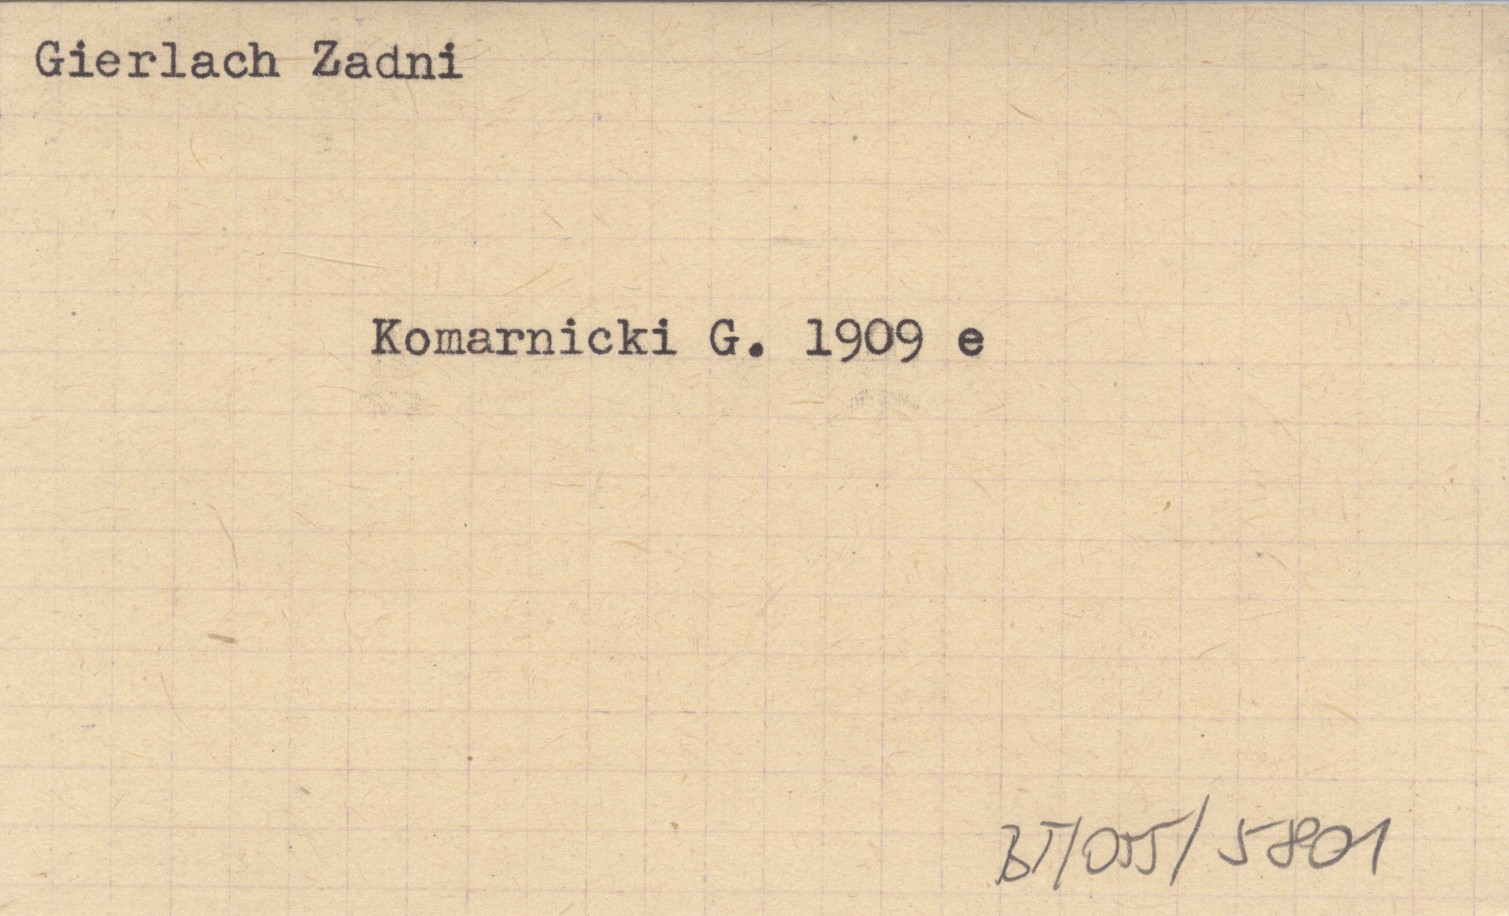 Gierlach Zadni
Komarnicki G. 1909 e
BT/055/5801